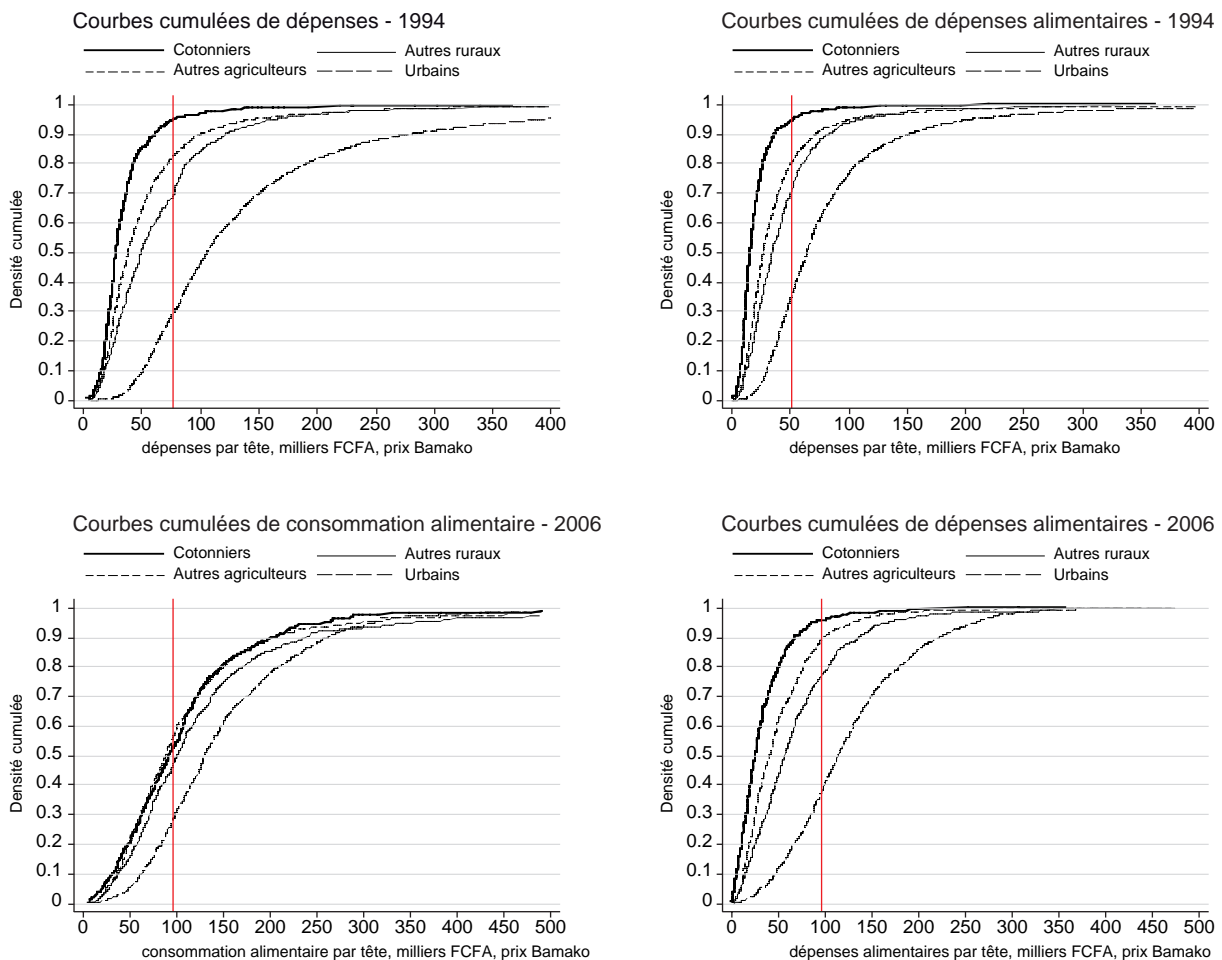 Courbes cumulées de dépenses - 1994
Cotonniers
Autres ruraux
Autres agriculteurs
Urbains
Densité cumulée
1
0.9
0.8
0.7
0.6
0.5
0.4
0.3
0.2
0.1
0
0 50 100 150 200 250 300 350 400
dépenses par tête, milliers FCFA, prix Bamako
Courbes cumulées de dépenses alimentaires - 1994
Cotonniers
Autres ruraux
Autres agriculteurs
Urbains
Densité cumulée
1
0.9
0.8
0.7
0.6
0.5
0.4
0.3
0.2
0.1
0
0 50 100 150 200 250 300 350 400
dépenses par tête, milliers FCFA, prix Bamako
Courbes cumulées de consommation alimentaire - 2006
Cotonniers
Autres ruraux
Autres agriculteurs
Urbains
Densité cumulée
1
0.9
0.8
0.7
0.6
0.5
0.4
0.3
0.2
0.1
0
0 50 100 150 200 250 300 350 400 450 500
consommation alimentaire par tête, milliers FCFA, prix Bamako
Courbes cumulées de dépenses alimentaires - 2006
Cotonniers
Autres ruraux
Autres agriculteurs
Urbains
Densité cumulée
1
0.9
0.8
0.7
0.6
0.5
0.4
0.3
0.2
0.1
0
0 50 100 150 200 250 300 350 400 450 500
dépenses alimentaires par tête, milliers FCFA, prix Bamako